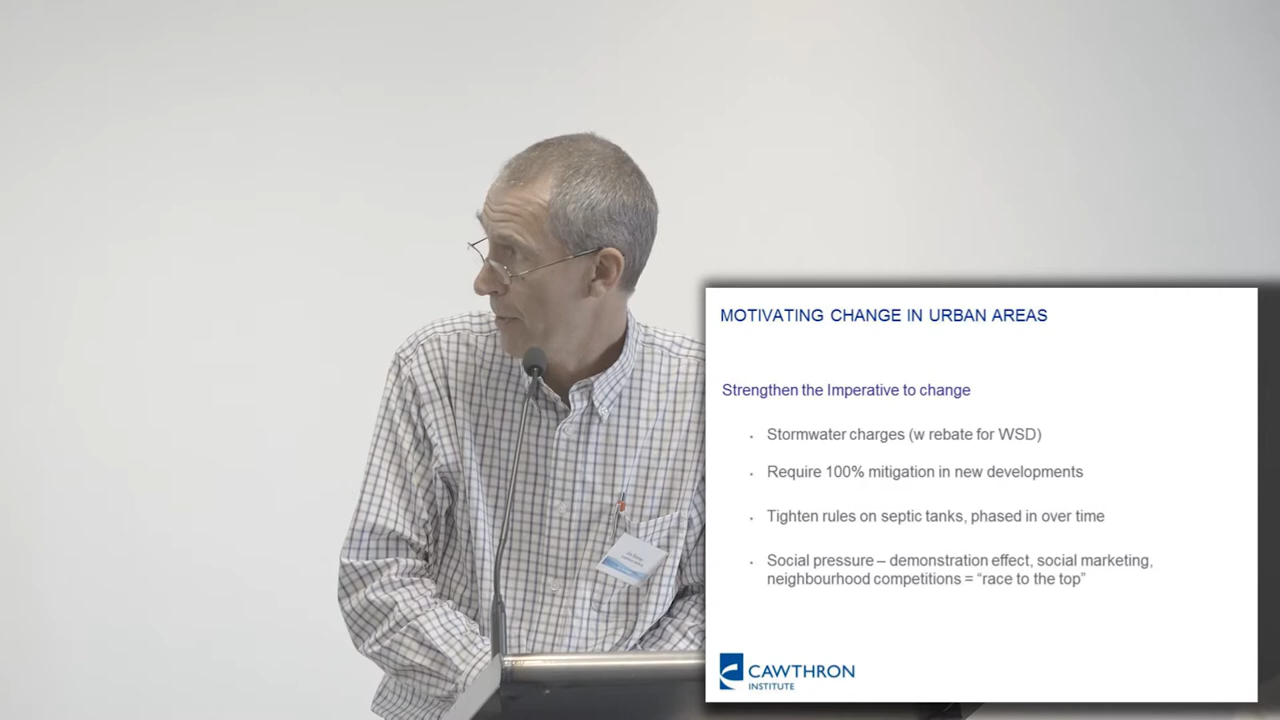 MOTIVATING CHANGE IN URBAN AREAS
Strengthen the Imperative to change
· Stormwater charges (w rebate for WSD)
· Require 100% mitigation in new developments
· Tighten rules on septic tanks, phased in over time
· Social pressure – demonstration effect, social marketing,
neighbourhood competitions = “race to the top”
CAWTHRON
INSTITUTE